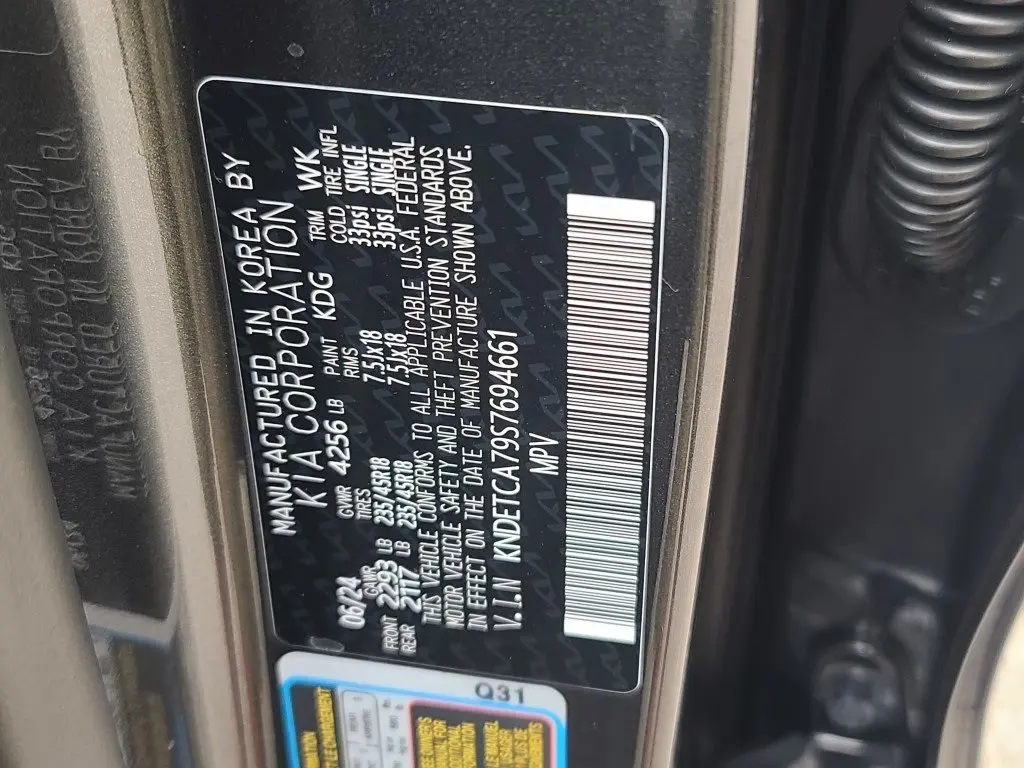 MANUFACTURED IN KOREA BY
KIA CORPORATION
06/24 GVWR 4256 LB PAINT KDG TRIM WK
GAWR TIRES RIMS COLD TIRE INFL
FRONT 2293 LB 235/45R18 7.5Jx18 33psi SINGLE
REAR 2117 LB 235/45R18 7.5Jx18 33psi SINGLE
THIS VEHICLE CONFORMS TO ALL APPLICABLE U.S.A. FEDERAL
MOTOR VEHICLE SAFETY AND THEFT PREVENTION STANDARDS
IN EFFECT ON THE DATE OF MANUFACTURE SHOWN ABOVE.
V.I.N KNDETCA79S7694661
MPV
Q31